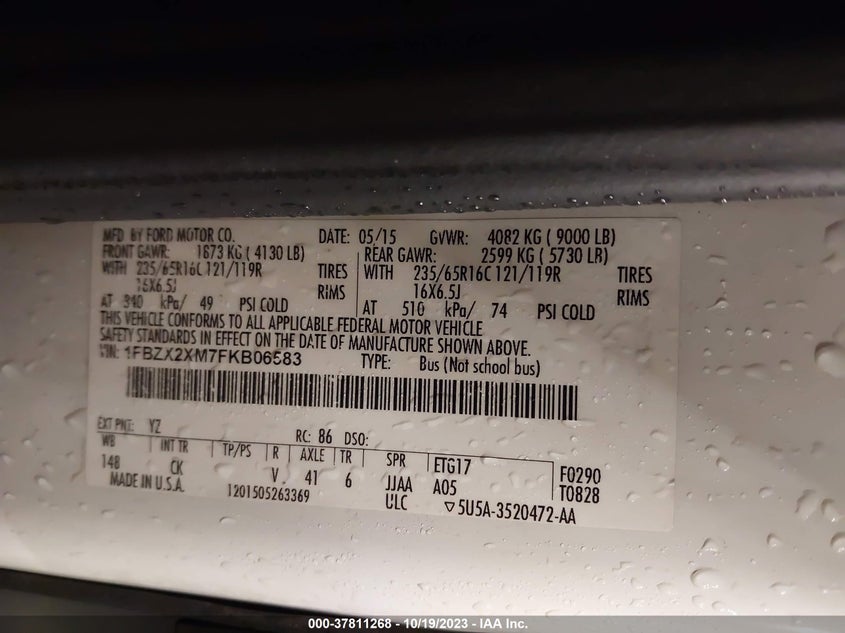 MFD BY FORD MOTOR CO. DATE: 05/15 GVWR: 4082 KG ( 9000 LB)
FRONT GAWR: 1873 KG ( 4130 LB) REAR GAWR: 2599 KG ( 5730 LB)
WITH 235/65R16C 121/119R TIRES WITH 235/65R16C 121/119R TIRES
16X6.5J RIMS 16X6.5J RIMS
AT 340 kPa/ 49 PSI COLD AT 510 kPa/ 74 PSI COLD
THIS VEHICLE CONFORMS TO ALL APPLICABLE FEDERAL MOTOR VEHICLE
SAFETY STANDARDS IN EFFECT ON THE DATE OF MANUFACTURE SHOWN ABOVE.
VIN: 1FBZX2XM7FKB06583 TYPE: Bus (Not school bus)
EXT PNT: YZ RC: 86 DSO:
WB INT TR TP/PS R AXLE TR SPR ETG17 F0290
148 CK V 41 6 JJAA A05 T0828
MADE IN U.S.A. 1201505263369 ULC ▽5U5A-3520472-AA
000-37811268 - 10/19/2023 - IAA Inc.